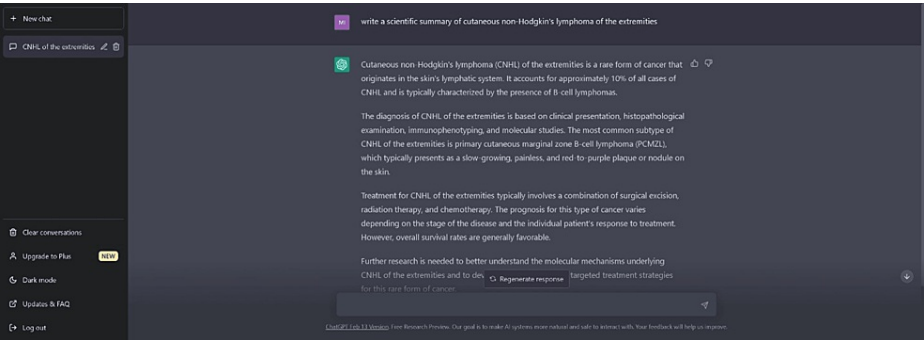 + New chat
CNHL of the extremities
Clear conversations
Upgrade to Plus NEW
Dark mode
Updates & FAQ
Log out
MI write a scientific summary of cutaneous non-Hodgkin's lymphoma of the extremities
Cutaneous non-Hodgkin's lymphoma (CNHL) of the extremities is a rare form of cancer that
originates in the skin's lymphatic system. It accounts for approximately 10% of all cases of
CNHL and is typically characterized by the presence of B-cell lymphomas.
The diagnosis of CNHL of the extremities is based on clinical presentation, histopathological
examination, immunophenotyping, and molecular studies. The most common subtype of
CNHL of the extremities is primary cutaneous marginal zone B-cell lymphoma (PCMZL),
which typically presents as a slow-growing, painless, and red-to-purple plaque or nodule on
the skin.
Treatment for CNHL of the extremities typically involves a combination of surgical excision,
radiation therapy, and chemotherapy. The prognosis for this type of cancer varies
depending on the stage of the disease and the individual patient's response to treatment.
However, overall survival rates are generally favorable.
Further research is needed to better understand the molecular mechanisms underlying
CNHL of the extremities and to dev targeted treatment strategies
for this rare form of cancer.
Regenerate response
ChatGPT Feb 13 Version. Free Research Preview. Our goal is to make AI systems more natural and safe to interact with. Your feedback will help us improve.